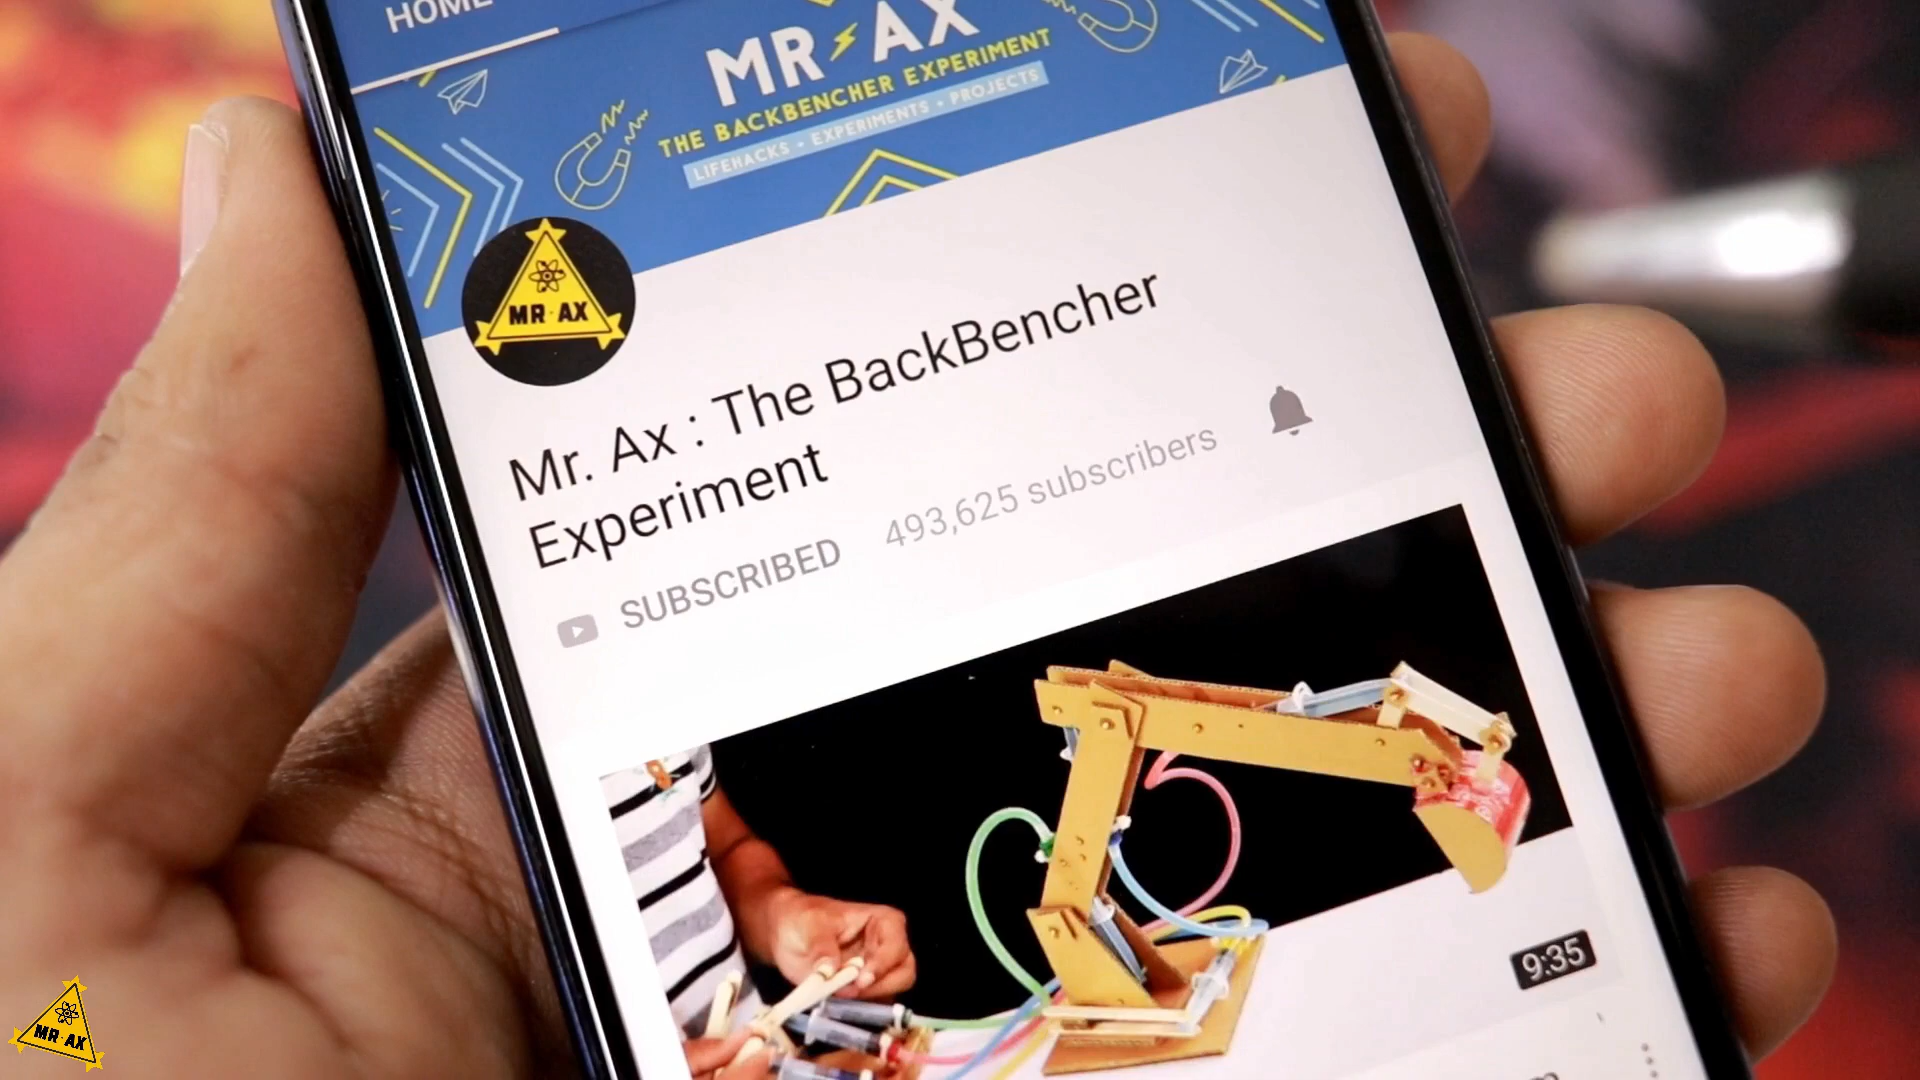 HOME
MR AX
THE BACKBENCHER EXPERIMENT
LIFEHACKS • EXPERIMENTS • PROJECTS
MR·AX
Mr. Ax : The BackBencher
Experiment
SUBSCRIBED 493,625 subscribers
9:35
MR·AX